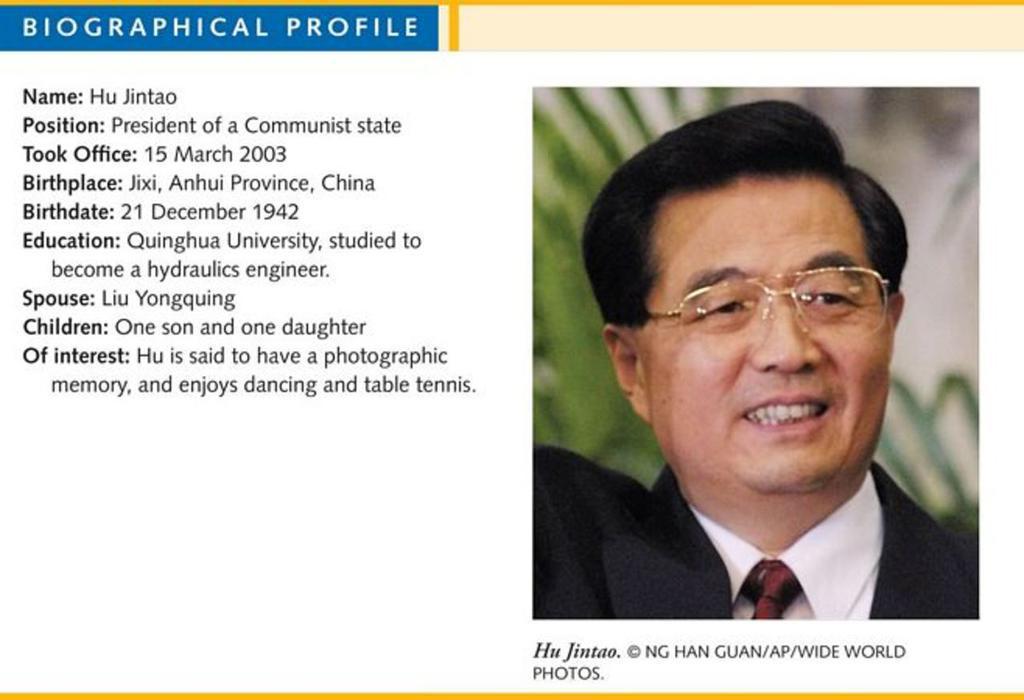 BIOGRAPHICAL PROFILE
Name: Hu Jintao
Position: President of a Communist state
Took Office: 15 March 2003
Birthplace: Jixi, Anhui Province, China
Birthdate: 21 December 1942
Education: Quinghua University, studied to
become a hydraulics engineer.
Spouse: Liu Yongquing
Children: One son and one daughter
Of interest: Hu is said to have a photographic
memory, and enjoys dancing and table tennis.
Hu Jintao. © NG HAN GUAN/AP/WIDE WORLD
PHOTOS.